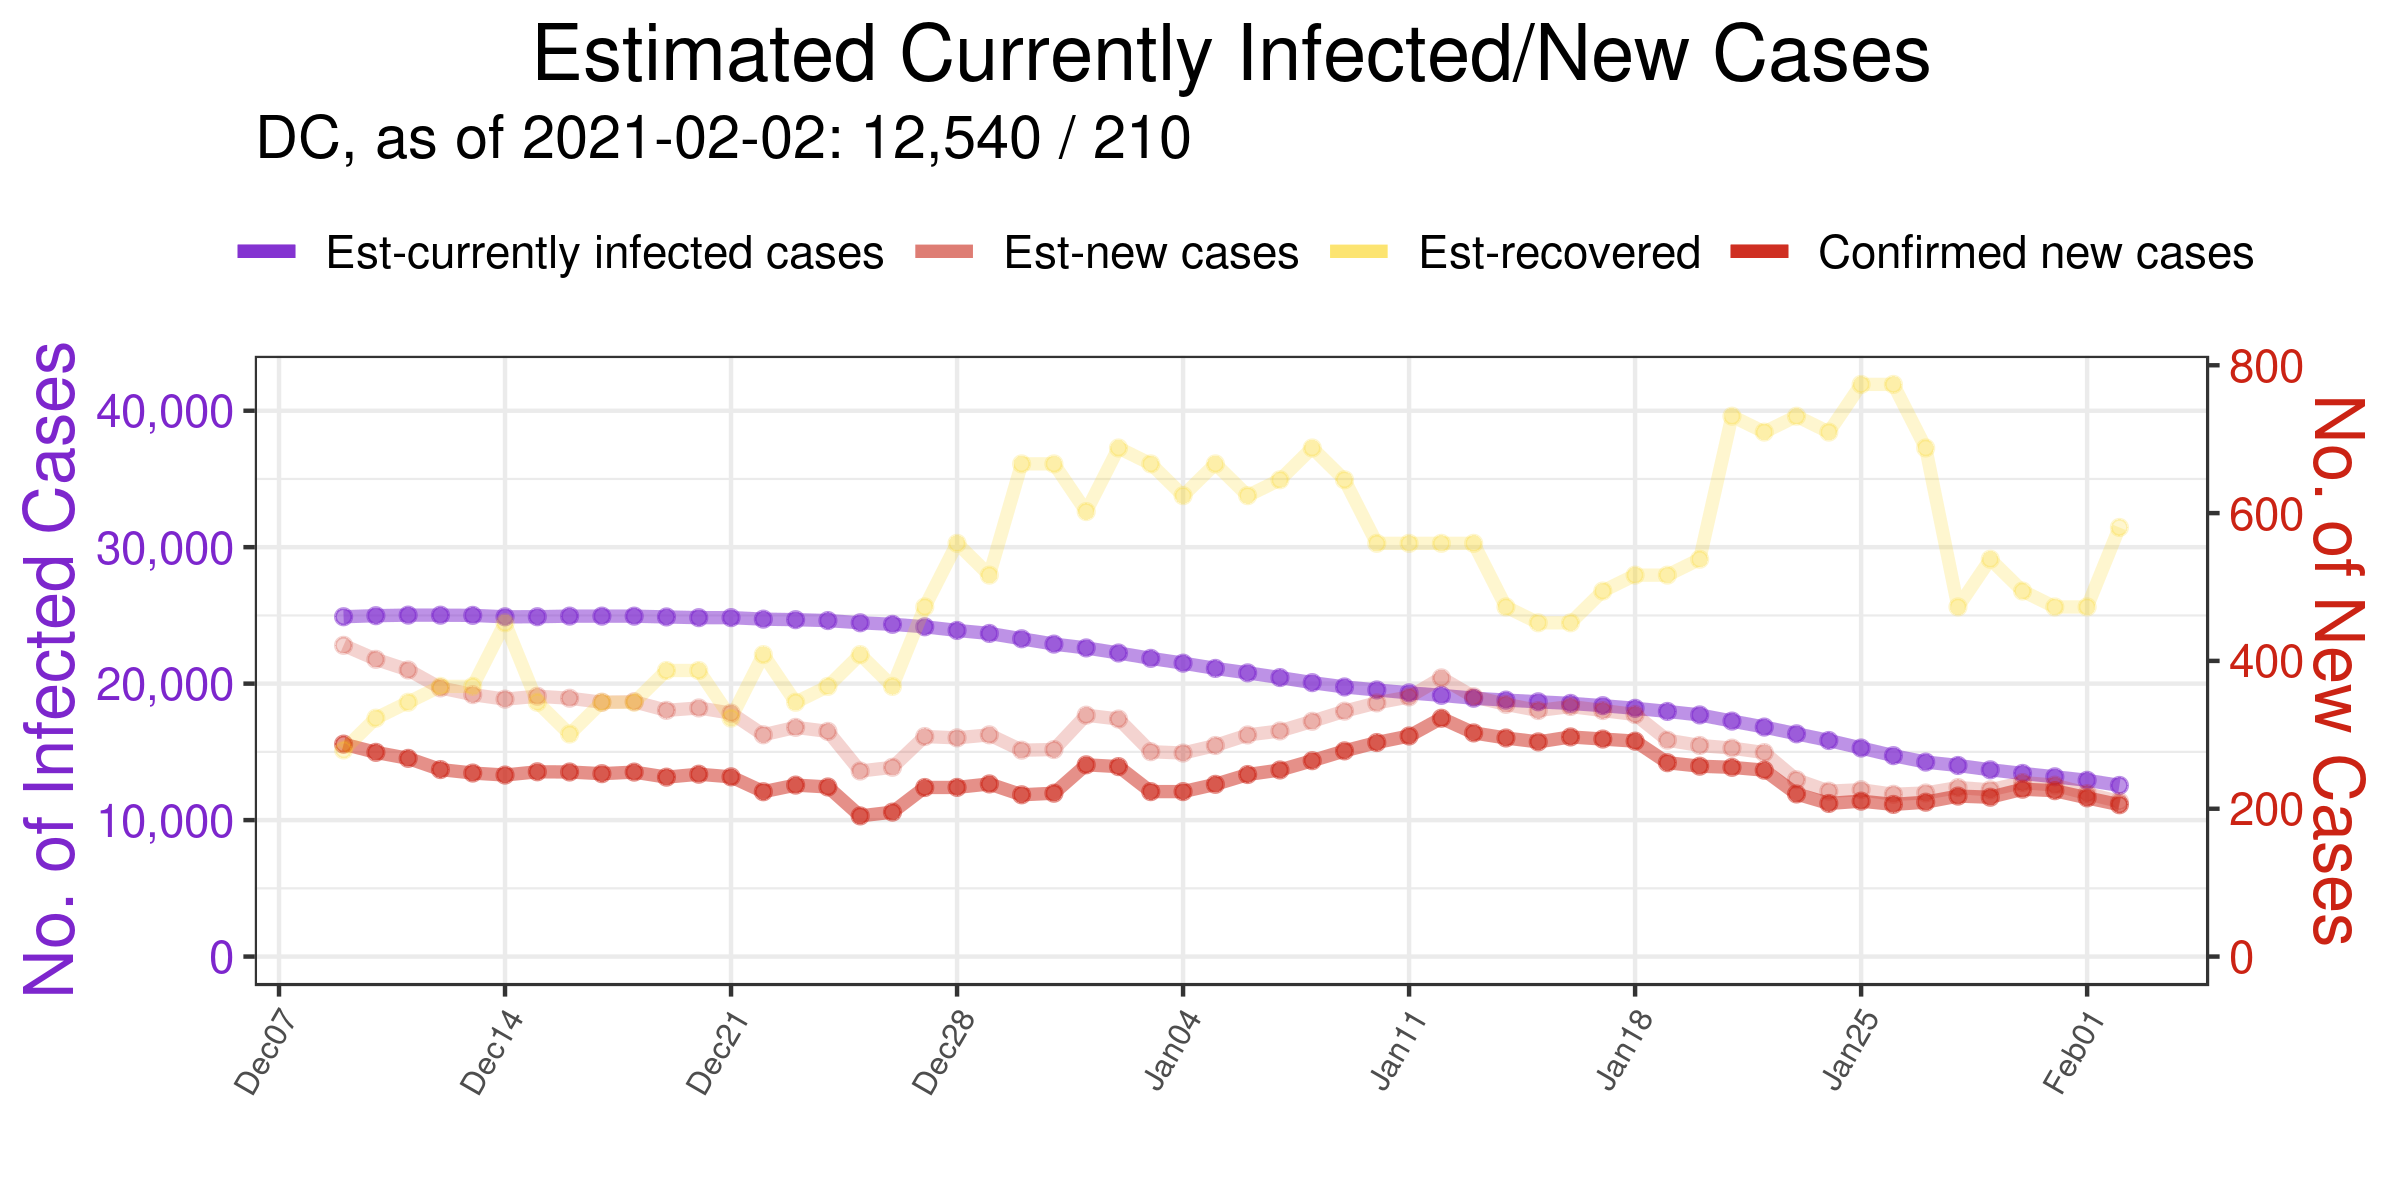 Estimated Currently Infected/New Cases
DC, as of 2021-02-02: 12,540 / 210
Est-currently infected cases Est-new cases Est-recovered Confirmed new cases
No. of Infected Cases
40,000
30,000
20,000
10,000
0
800
600
400
200
0
No. of New Cases
Dec07 Dec14 Dec21 Dec28 Jan04 Jan11 Jan18 Jan25 Feb01